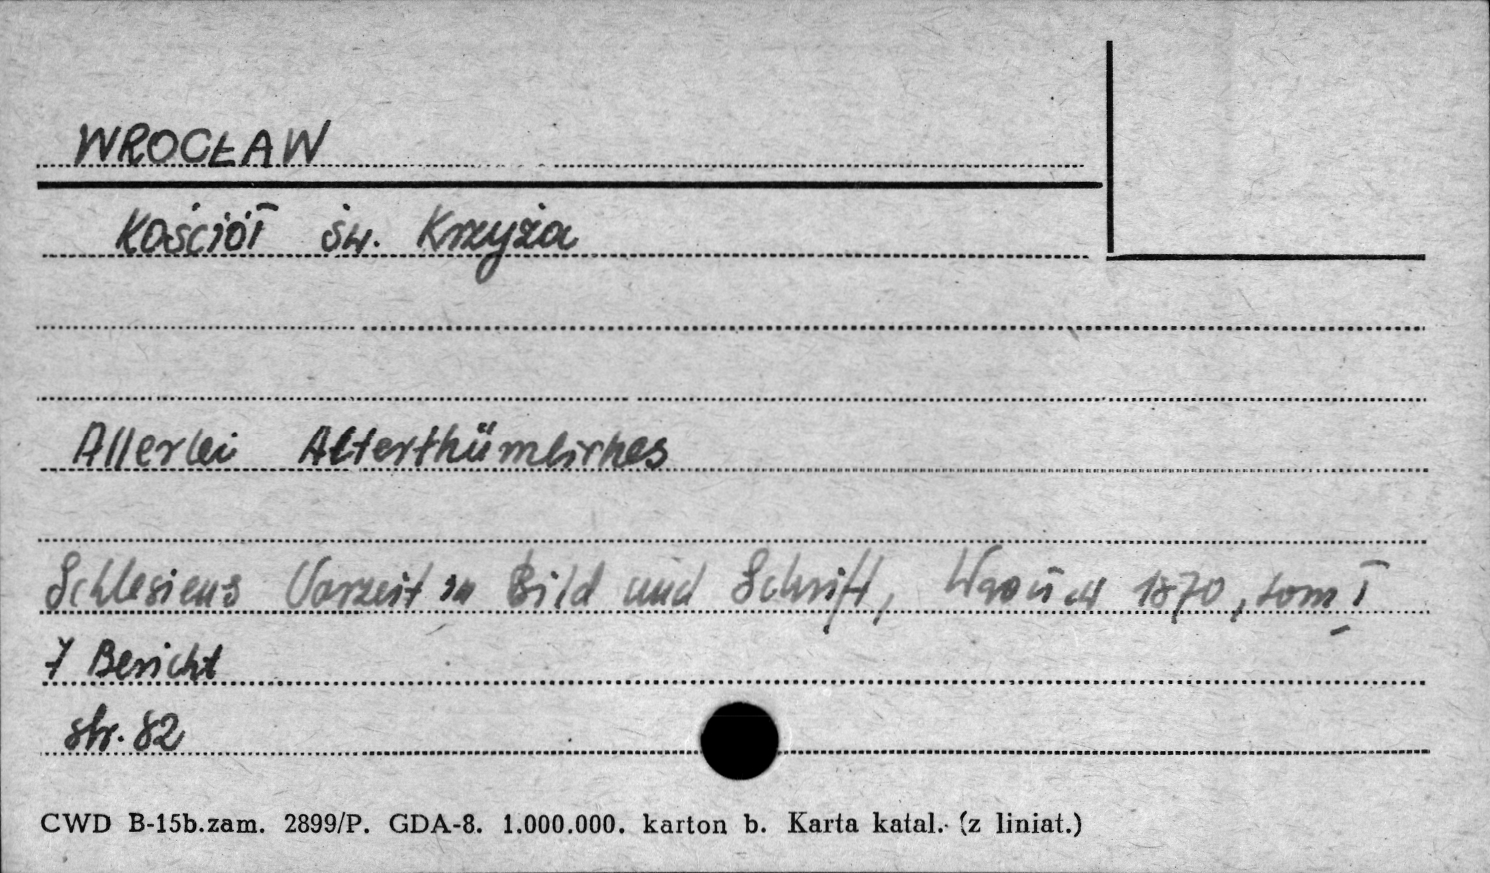 WROCŁAW
Kościół św. Krzyża
Allerlei Alterthümliches
Schlesiens Vorzeit in Bild und Schrift, 1870, tom I
7 Bericht
str. 82
CWD B-15b.zam. 2899/P. GDA-8. 1.000.000. karton b. Karta katal. (z liniat.)